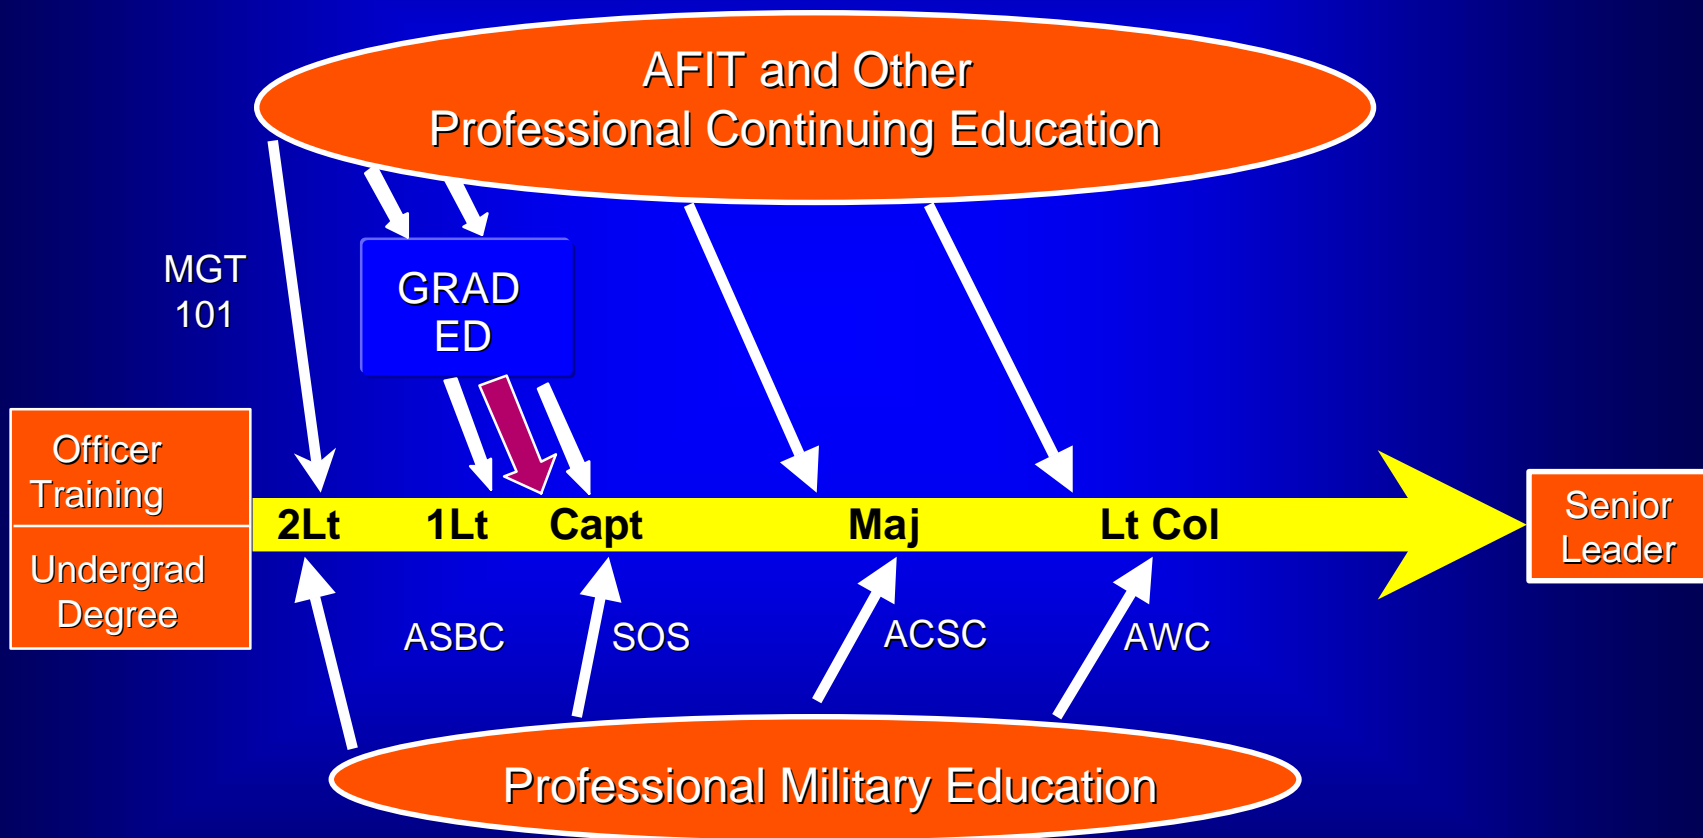 AFIT and Other
Professional Continuing Education
MGT
101
GRAD
ED
Officer
Training
Undergrad
Degree
2Lt 1Lt Capt Maj Lt Col
Senior
Leader
ASBC SOS ACSC AWC
Professional Military Education